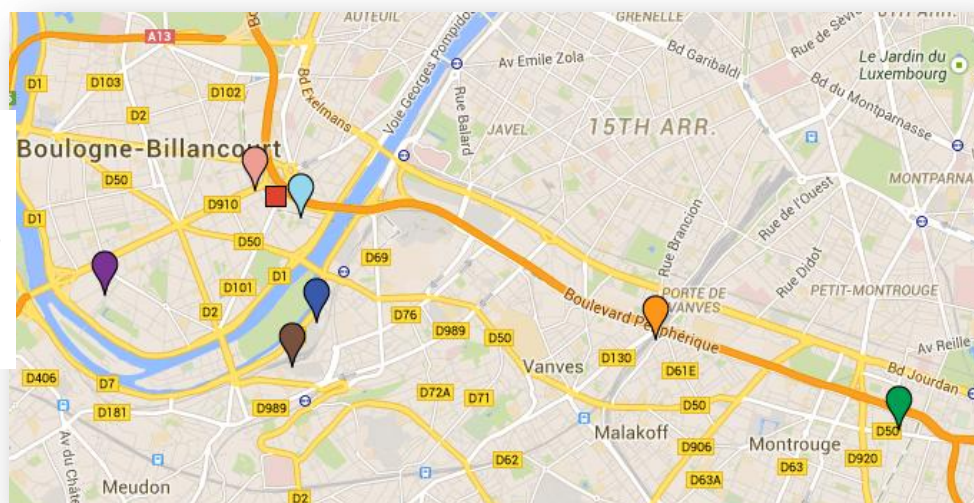 AUTEUIL
GRENELLE
A13
Voie Georges Pompidou
Rue de Sèvres
Le Jardin du
Luxembourg
Av Emile Zola
Bd Garibaldi
D1
D103
D102
Bd Exelmans
Rue Balard
Bd du Montparnasse
D2
JAVEL
15TH ARR.
Boulogne-Billancourt
D50
MONTPARNA
D910
D1
Rue Brancion
Rue de l'Ouest
D50
D69
Rue Didot
D1
D101
PORTE DE
VANVES
PETIT-MONTROUGE
D2
D76
Boulevard Périphérique
D989
D50
Vanves
D130
Av Reille
D61E
Bd Jourdan
D406
D7
D72A
D71
D50
D181
D989
D50
Malakoff
Montrouge
D906
D920
D62
D63
D63A
Meudon
D2